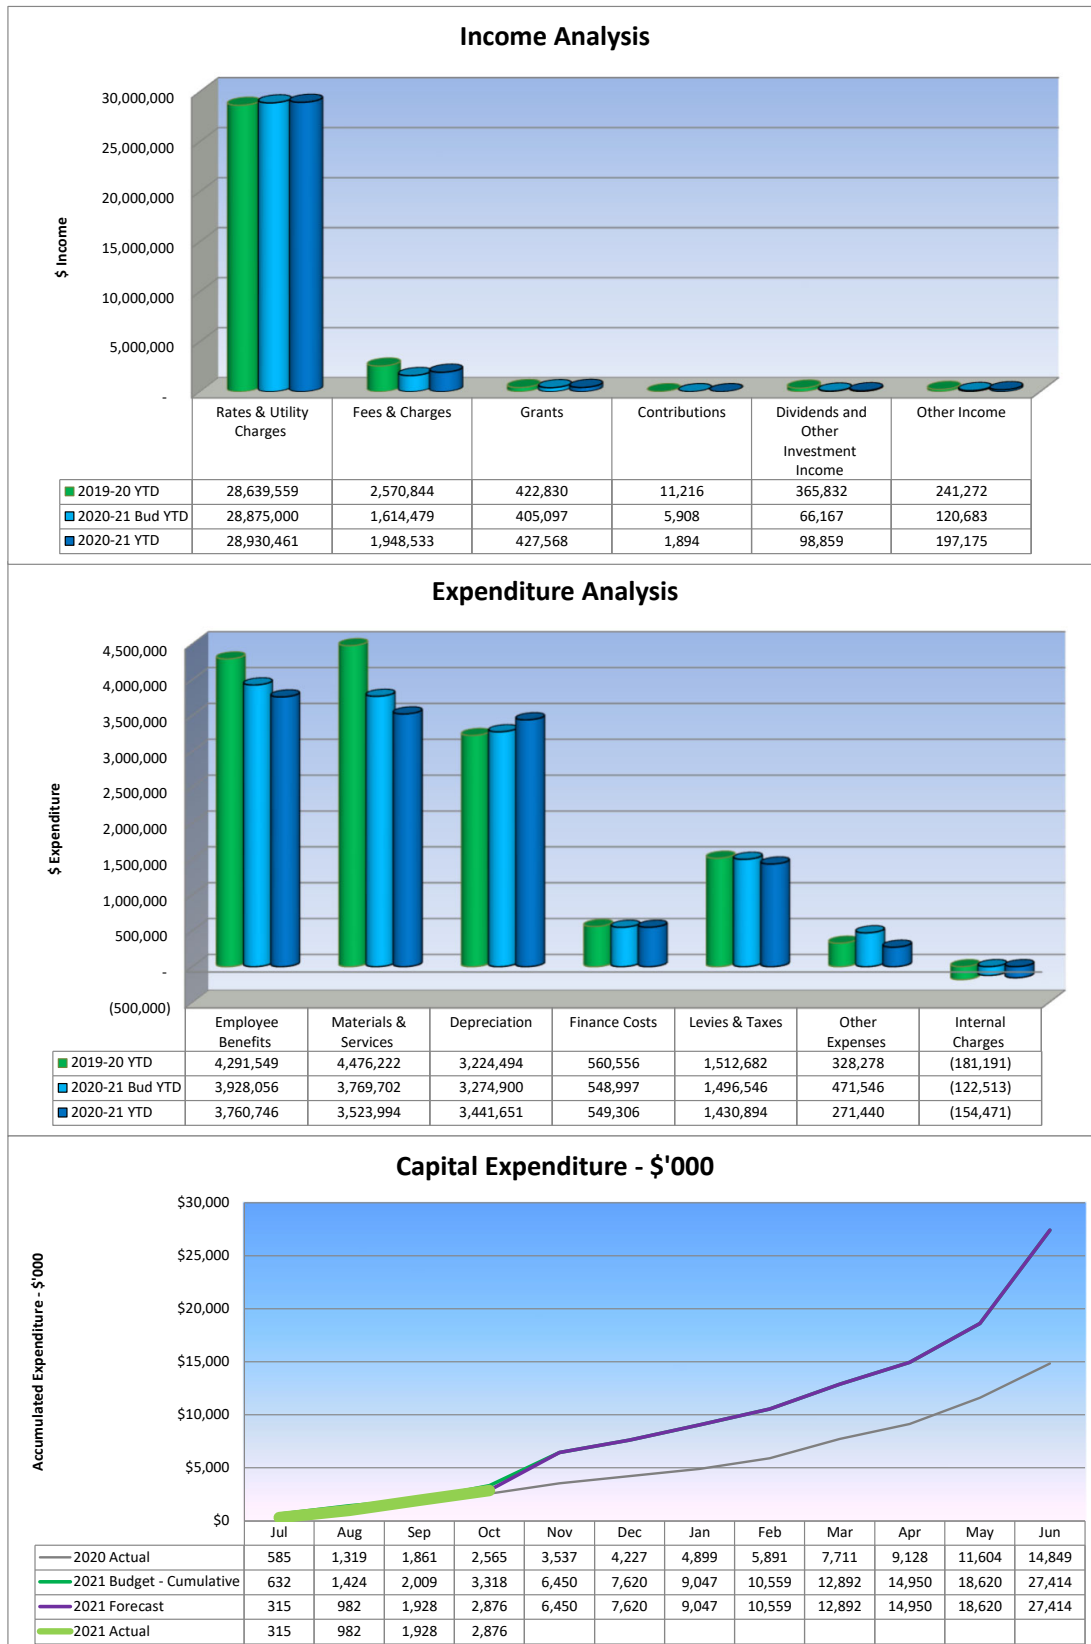 Income Analysis
30,000,000
25,000,000
20,000,000
15,000,000
10,000,000
5,000,000
-
$ Income
Rates & Utility Charges Fees & Charges Grants Contributions Dividends and Other Investment Income Other Income
2019-20 YTD 28,639,559 2,570,844 422,830 11,216 365,832 241,272
2020-21 Bud YTD 28,875,000 1,614,479 405,097 5,908 66,167 120,683
2020-21 YTD 28,930,461 1,948,533 427,568 1,894 98,859 197,175
Expenditure Analysis
4,500,000
4,000,000
3,500,000
3,000,000
2,500,000
2,000,000
1,500,000
1,000,000
500,000
-
(500,000)
$ Expenditure
Employee Benefits Materials & Services Depreciation Finance Costs Levies & Taxes Other Expenses Internal Charges
2019-20 YTD 4,291,549 4,476,222 3,224,494 560,556 1,512,682 328,278 (181,191)
2020-21 Bud YTD 3,928,056 3,769,702 3,274,900 548,997 1,496,546 471,546 (122,513)
2020-21 YTD 3,760,746 3,523,994 3,441,651 549,306 1,430,894 271,440 (154,471)
Capital Expenditure - $'000
$30,000
$25,000
$20,000
$15,000
$10,000
$5,000
$0
Accumulated Expenditure - $'000
Jul Aug Sep Oct Nov Dec Jan Feb Mar Apr May Jun
2020 Actual 585 1,319 1,861 2,565 3,537 4,227 4,899 5,891 7,711 9,128 11,604 14,849
2021 Budget - Cumulative 632 1,424 2,009 3,318 6,450 7,620 9,047 10,559 12,892 14,950 18,620 27,414
2021 Forecast 315 982 1,928 2,876 6,450 7,620 9,047 10,559 12,892 14,950 18,620 27,414
2021 Actual 315 982 1,928 2,876